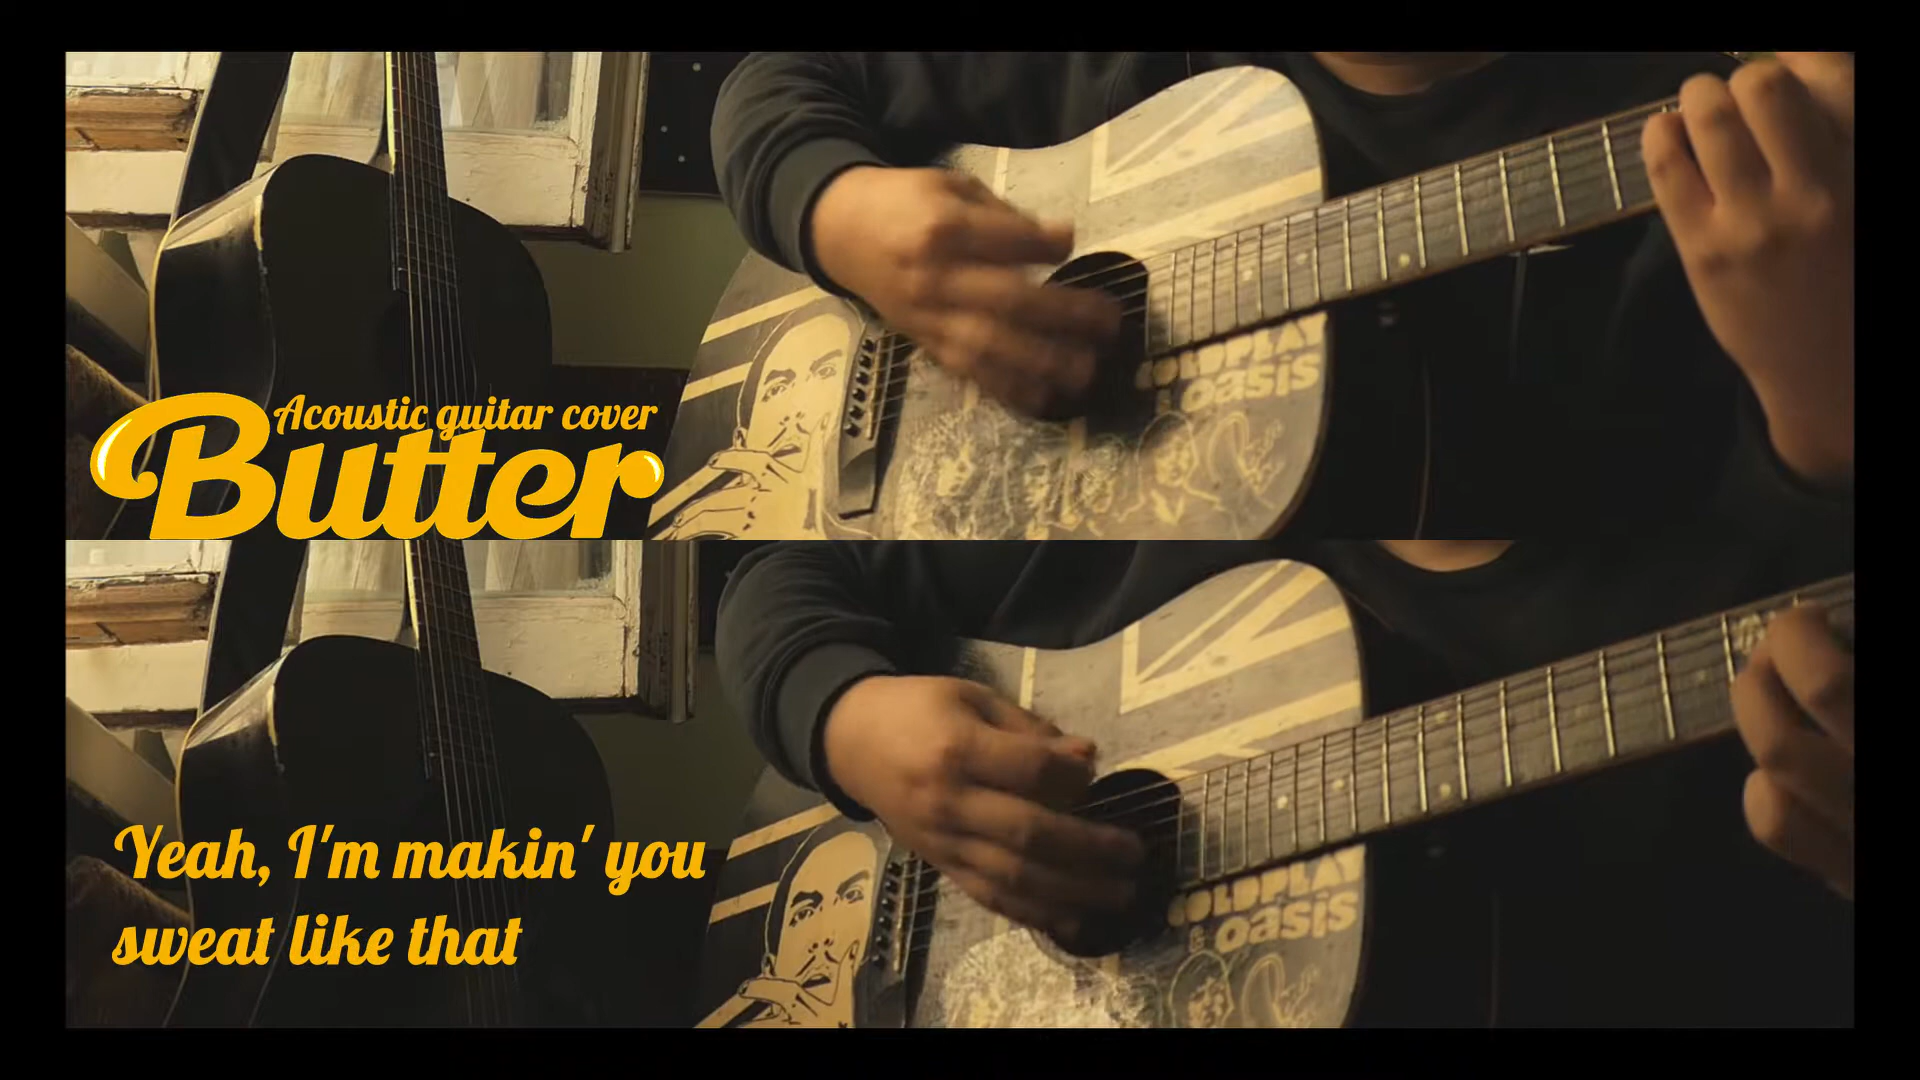 Acoustic guitar cover
Butter
COLDPLAY
& oasis
Yeah, I'm makin' you
sweat like that
COLDPLAY
& oasis